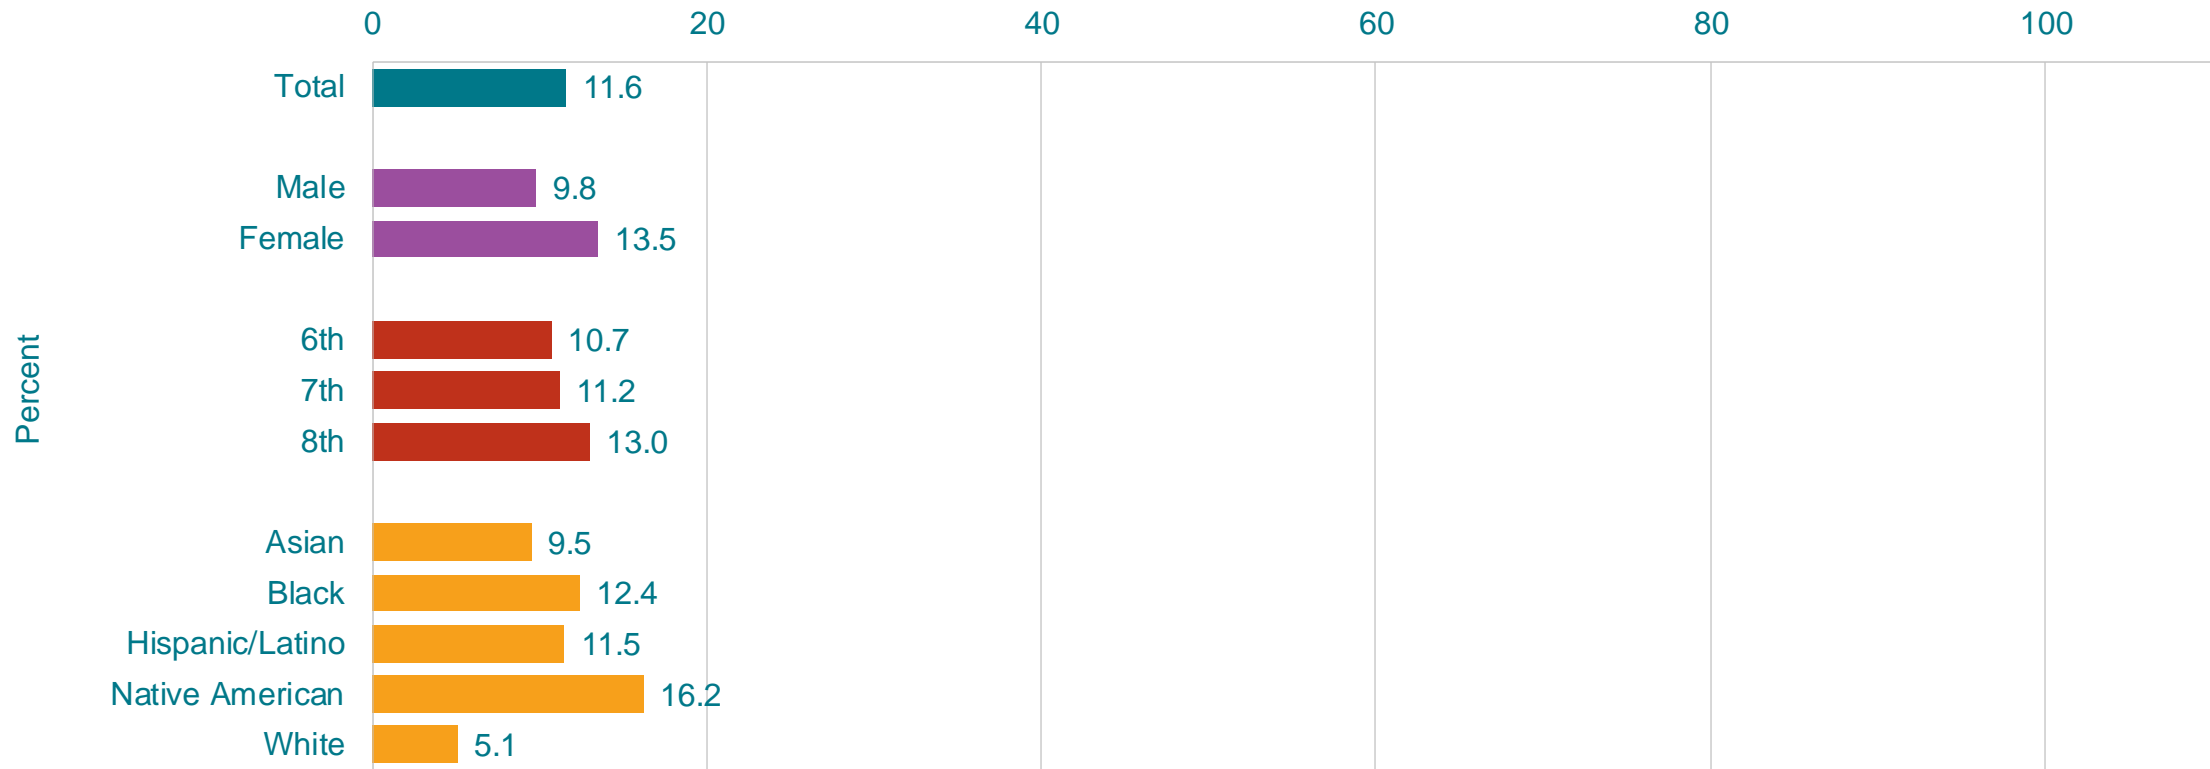 0 20 40 60 80 100
Total 11.6
Male 9.8
Female 13.5
Percent
6th 10.7
7th 11.2
8th 13.0
Asian 9.5
Black 12.4
Hispanic/Latino 11.5
Native American 16.2
White 5.1